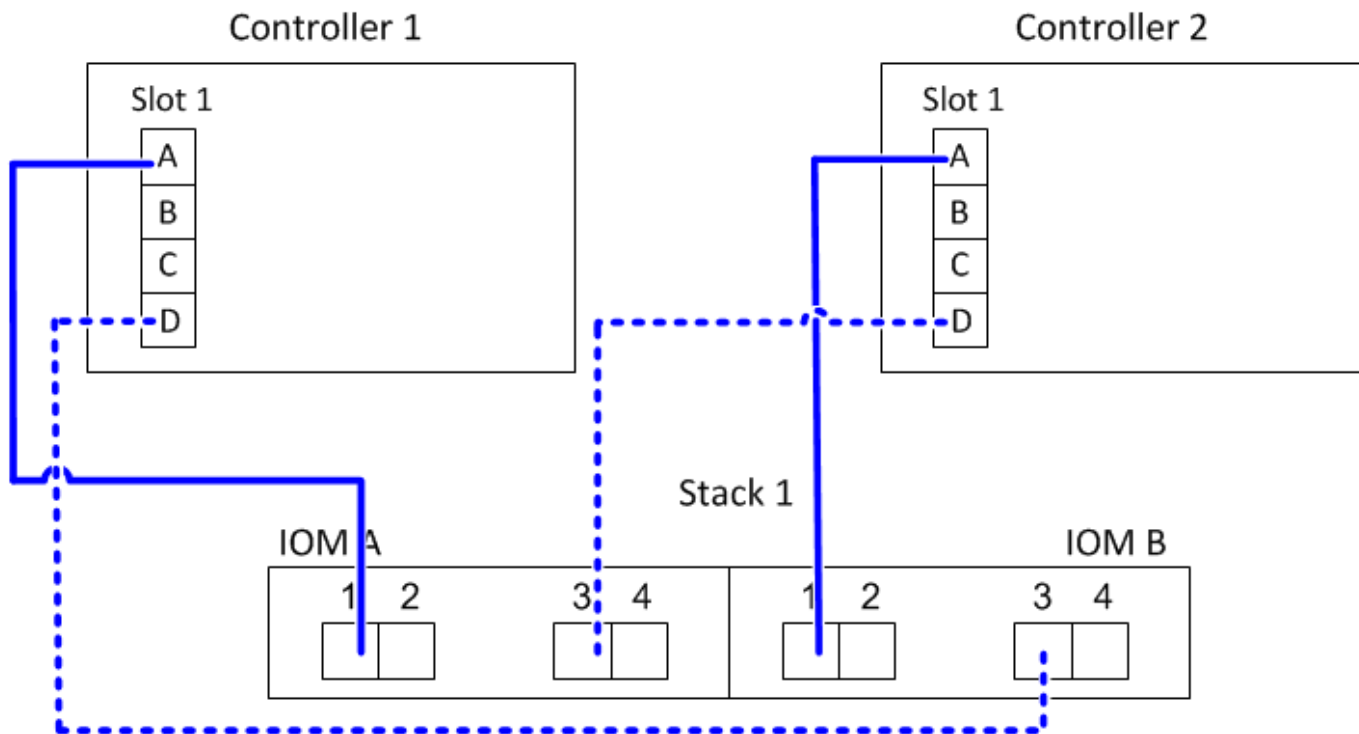 Controller 1
Controller 2
Slot 1
Slot 1
A
A
B
B
C
C
D
D
Stack 1
IOM A
IOM B
1 2 3 4 1 2 3 4